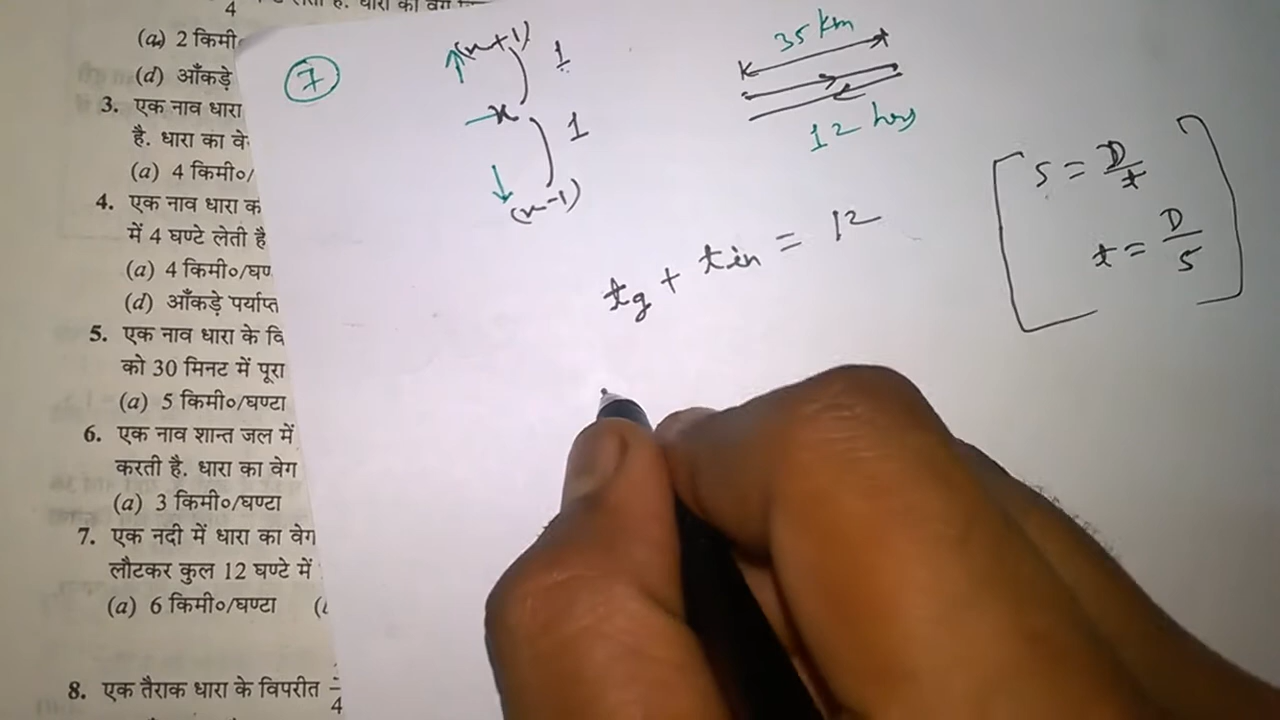 4
(a) 2 किमी
(d) आँकड़े
3. एक नाव धारा
है. धारा का वे
(a) 4 किमी०/
4. एक नाव धारा क
में 4 घण्टे लेती है
(a) 4 किमी०/घण
(d) आँकड़े पर्याप्त
5. एक नाव धारा के वि
को 30 मिनट में पूरा
(a) 5 किमी०/घण्टा
6. एक नाव शान्त जल में
करती है. धारा का वेग
(a) 3 किमी०/घण्टा
7. एक नदी में धारा का वेग
लौटकर कुल 12 घण्टे में
(a) 6 किमी०/घण्टा (
8. एक तैराक धारा के विपरीत
4
7
(x+1)
1
x
1
(x-1)
35 km
12 hrs
tg + tin = 12
S = D/t
t = D/S